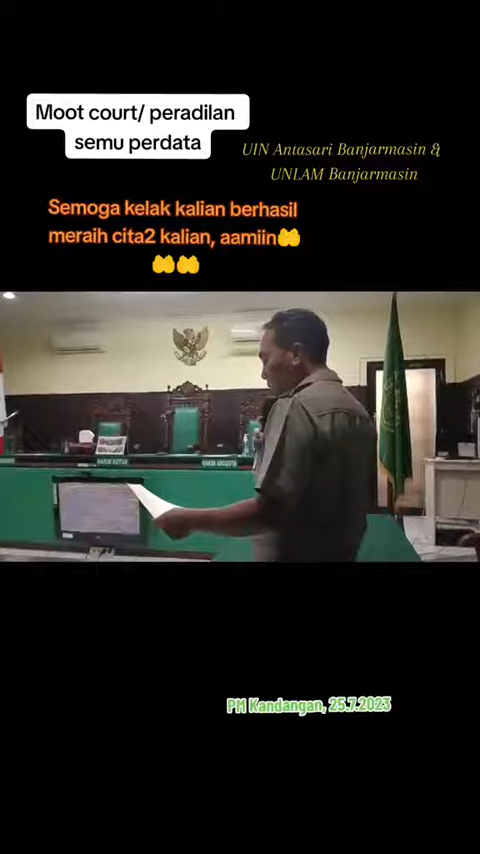 Moot court/ peradilan
semu perdata
UIN Antasari Banjarmasin &
UNLAM Banjarmasin
Semoga kelak kalian berhasil
meraih cita2 kalian, aamiin🤲
🤲🤲
HAKIM KETUA
HAKIM ANGGOTA
PN Kandangan, 25.7.2023